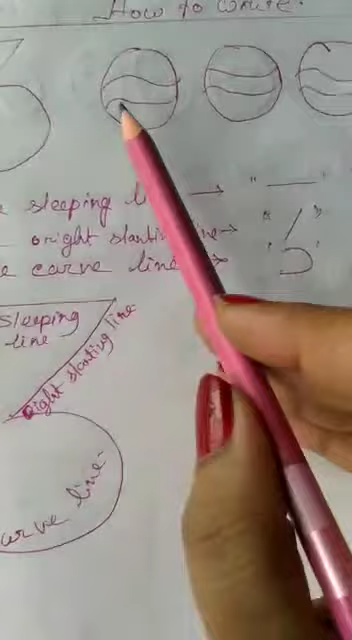 How to write.
sleeping → " — "
right slanting line → " / "
curve line →
sleeping
line
Right slanting line
curve line